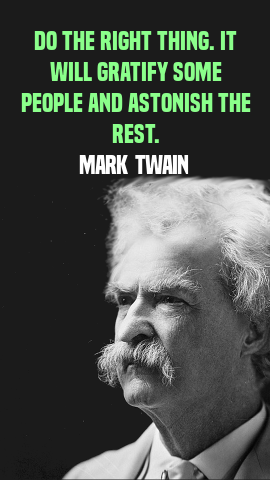 DO THE RIGHT THING. IT
WILL GRATIFY SOME
PEOPLE AND ASTONISH THE
REST.
MARK TWAIN